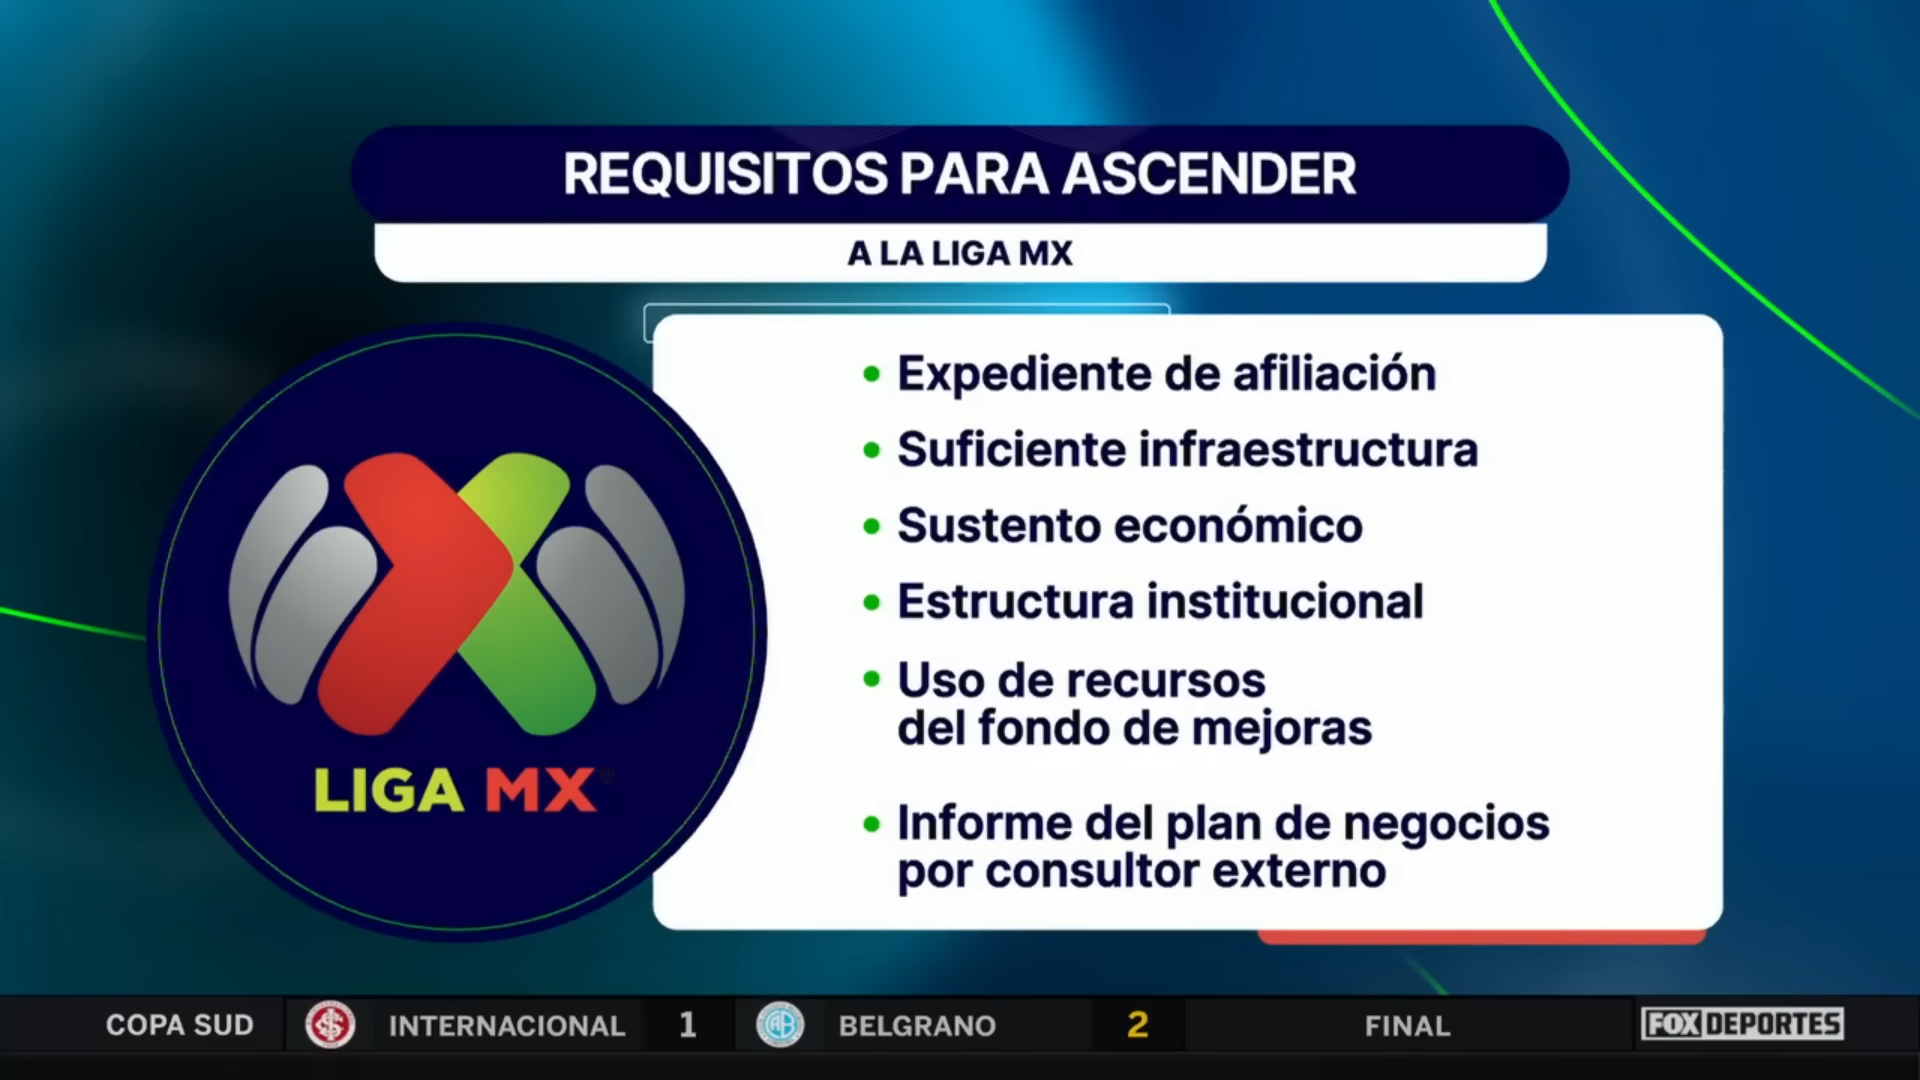 REQUISITOS PARA ASCENDER
A LA LIGA MX
• Expediente de afiliación
• Suficiente infraestructura
• Sustento económico
• Estructura institucional
• Uso de recursos
del fondo de mejoras
• Informe del plan de negocios
por consultor externo
LIGA MX®
COPA SUD INTERNACIONAL 1 BELGRANO 2 FINAL FOX DEPORTES